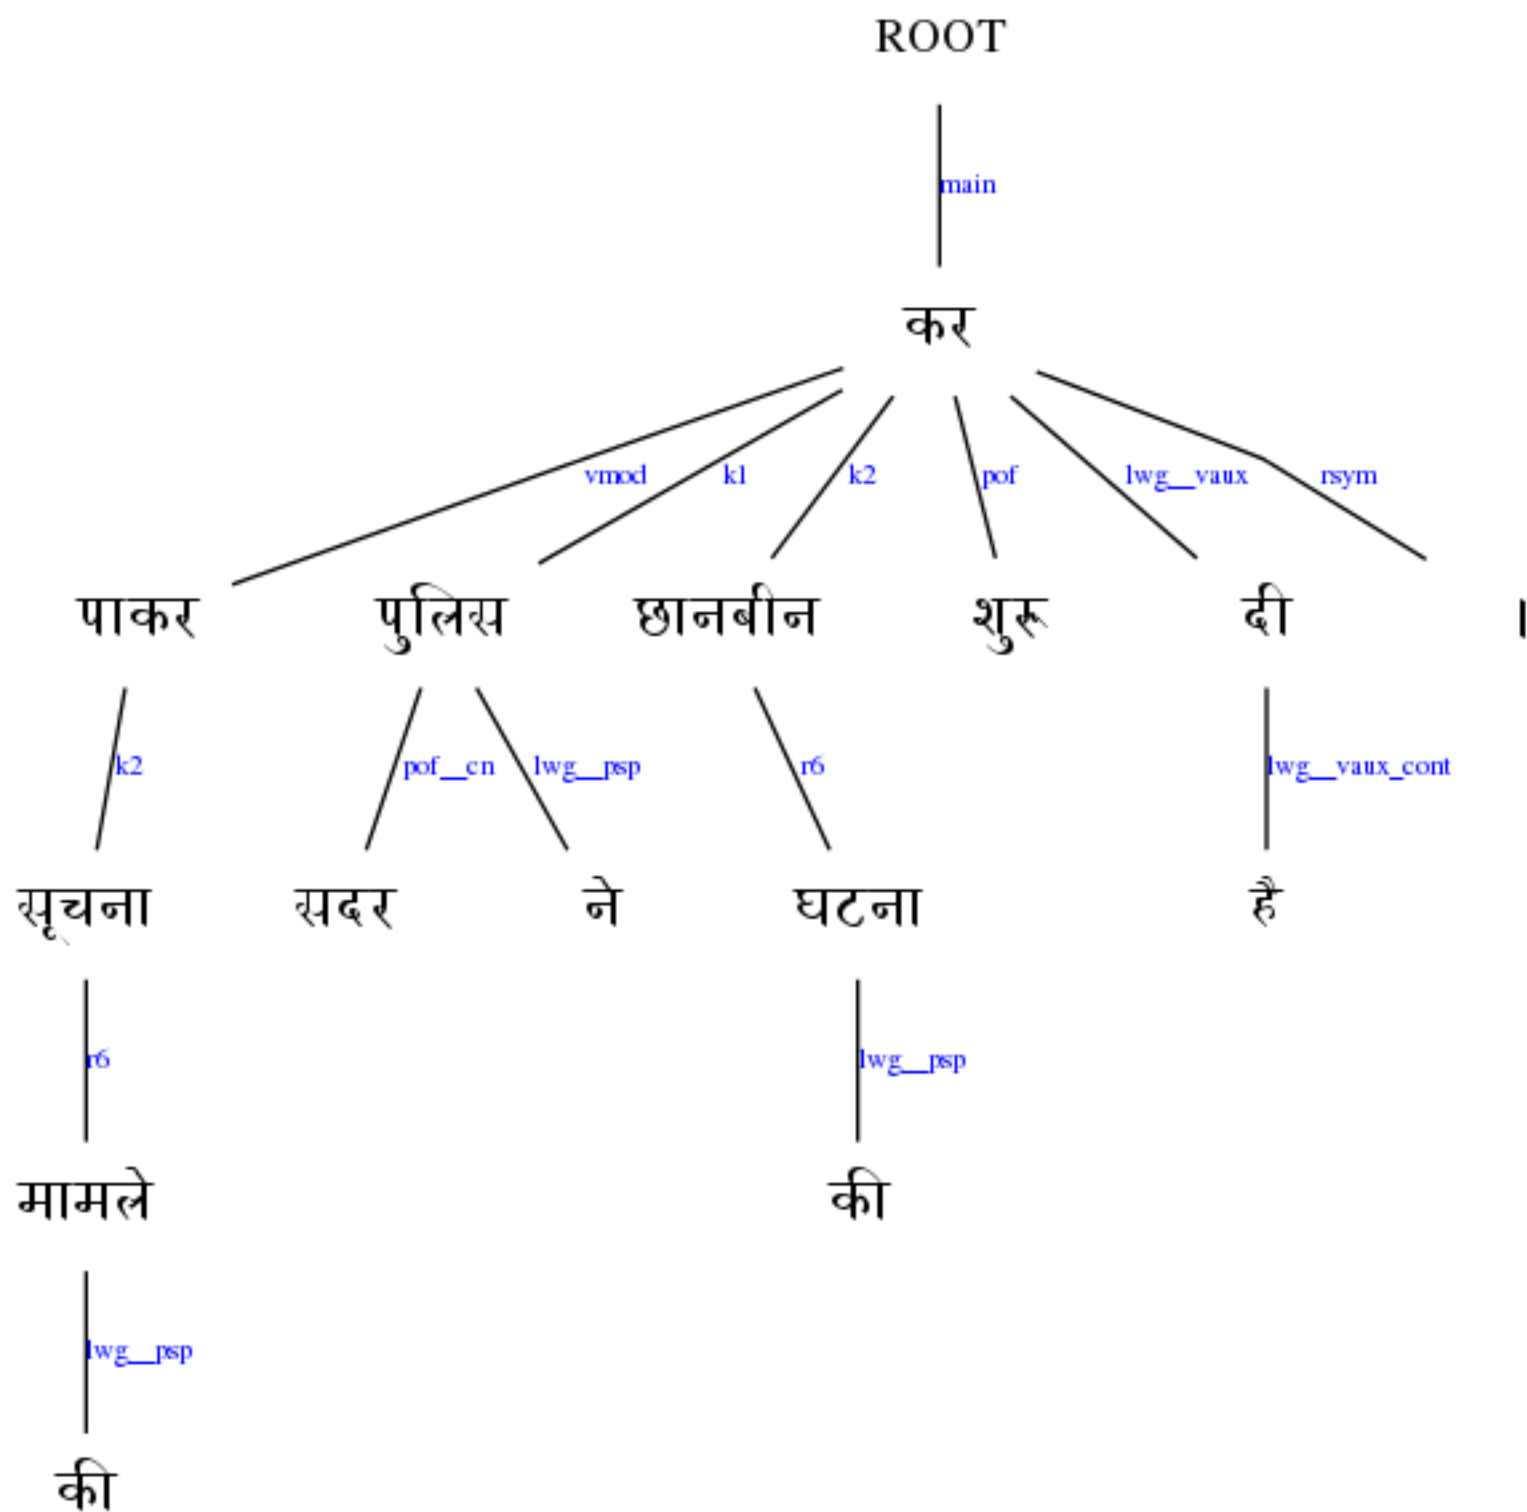 ROOT
main
कर
vmod k1 k2 pof lwg__vaux rsym
पाकर पुलिस छानबीन शुरू दी ।
k2 pof__cn lwg__psp r6 lwg__vaux_cont
सूचना सदर ने घटना है
r6 lwg__psp
मामले की
lwg__psp
की